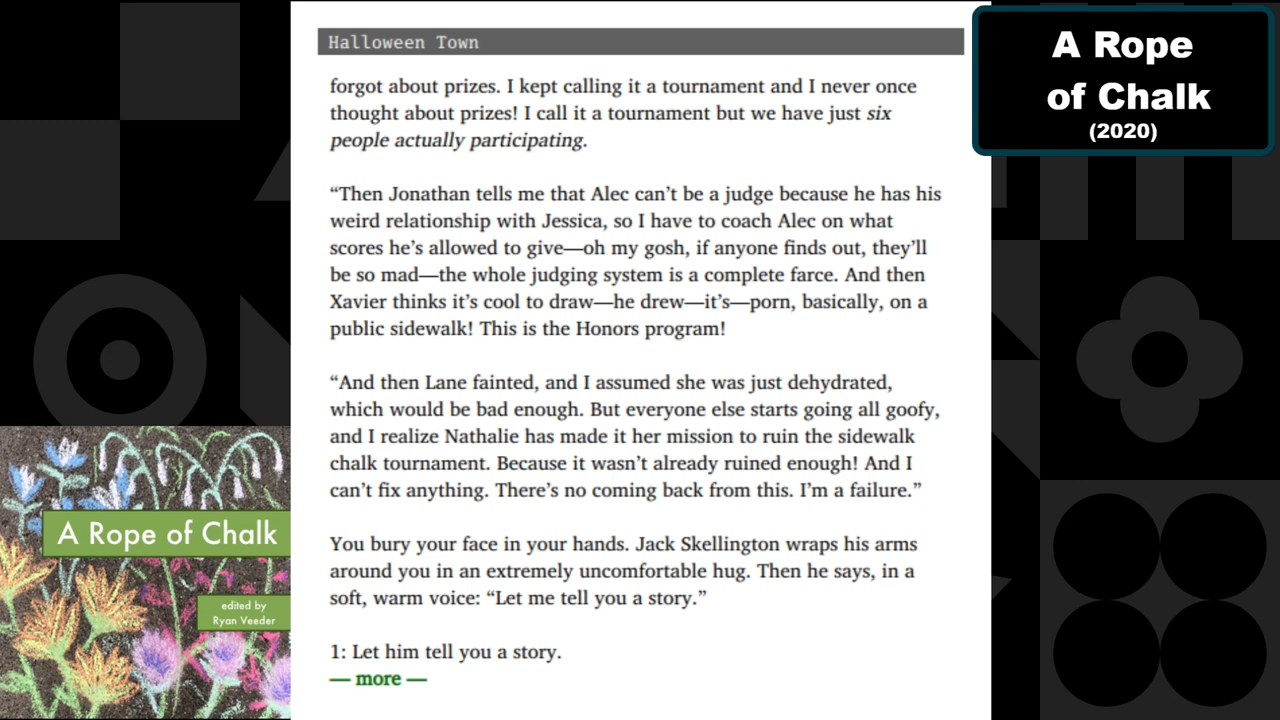 Halloween Town
forgot about prizes. I kept calling it a tournament and I never once
thought about prizes! I call it a tournament but we have just six
people actually participating.
“Then Jonathan tells me that Alec can’t be a judge because he has his
weird relationship with Jessica, so I have to coach Alec on what
scores he’s allowed to give—oh my gosh, if anyone finds out, they’ll
be so mad—the whole judging system is a complete farce. And then
Xavier thinks it’s cool to draw—he drew—it’s—porn, basically, on a
public sidewalk! This is the Honors program!
“And then Lane fainted, and I assumed she was just dehydrated,
which would be bad enough. But everyone else starts going all goofy,
and I realize Nathalie has made it her mission to ruin the sidewalk
chalk tournament. Because it wasn’t already ruined enough! And I
can’t fix anything. There’s no coming back from this. I’m a failure.”
You bury your face in your hands. Jack Skellington wraps his arms
around you in an extremely uncomfortable hug. Then he says, in a
soft, warm voice: “Let me tell you a story.”
1: Let him tell you a story.
— more —
A Rope
of Chalk
(2020)
A Rope of Chalk
edited by
Ryan Veeder